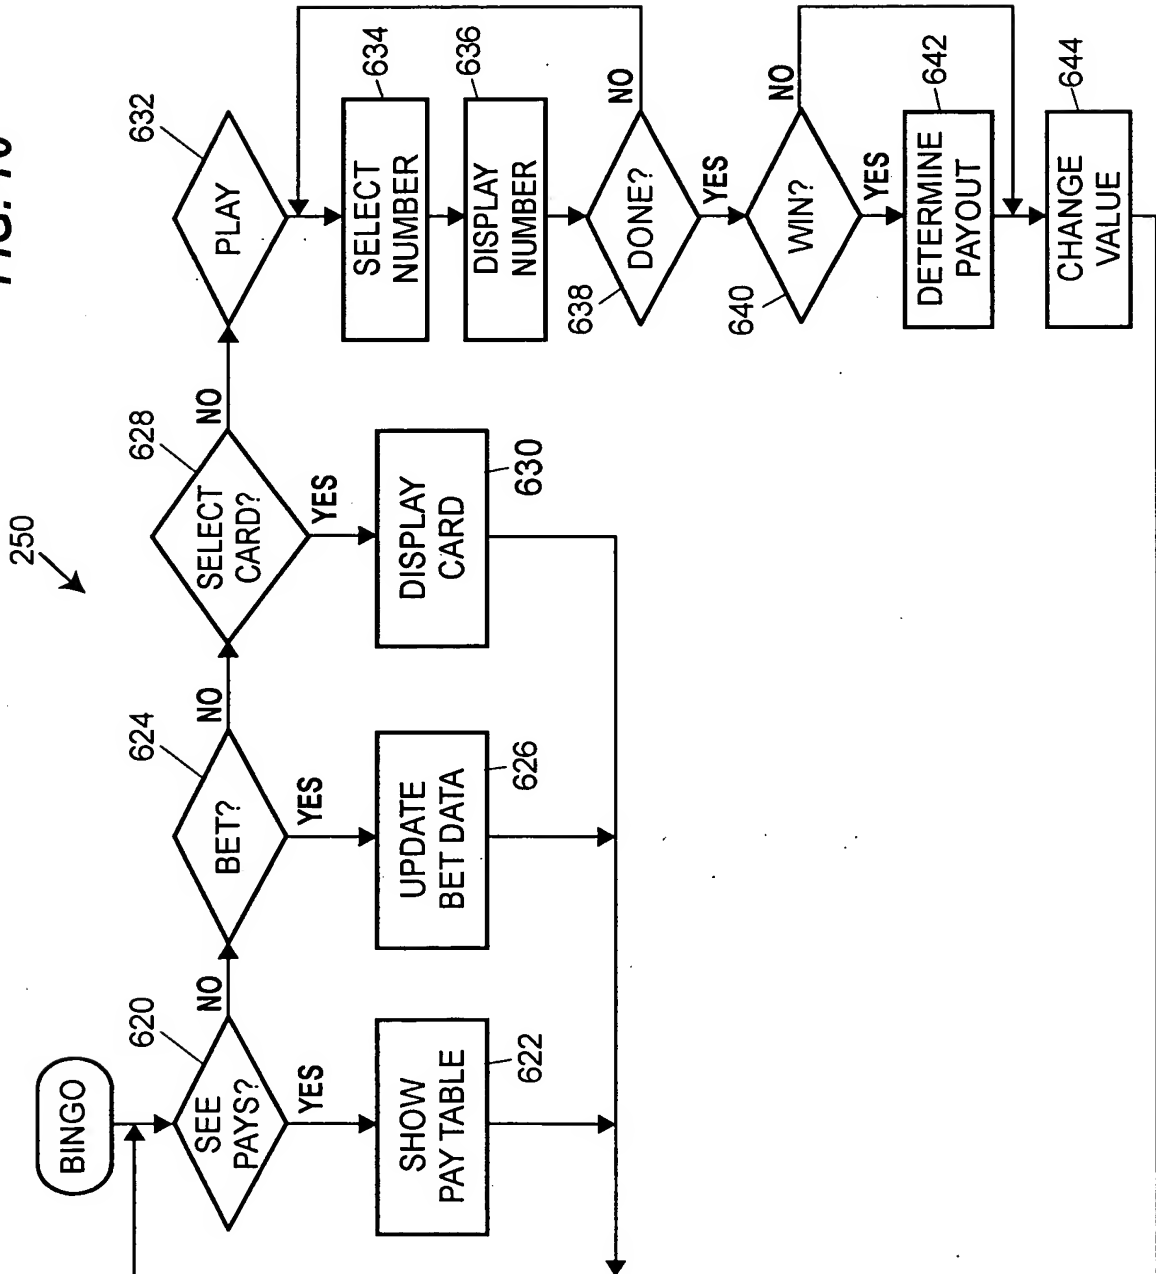 250
BINGO
620
SEE
PAYS?
NO
YES
SHOW
PAY TABLE
622
624
BET?
NO
YES
UPDATE
BET DATA
626
628
SELECT
CARD?
NO
YES
DISPLAY
CARD
630
632
PLAY
SELECT
NUMBER
634
DISPLAY
NUMBER
636
DONE?
638
NO
YES
WIN?
640
NO
YES
DETERMINE
PAYOUT
642
CHANGE
VALUE
644